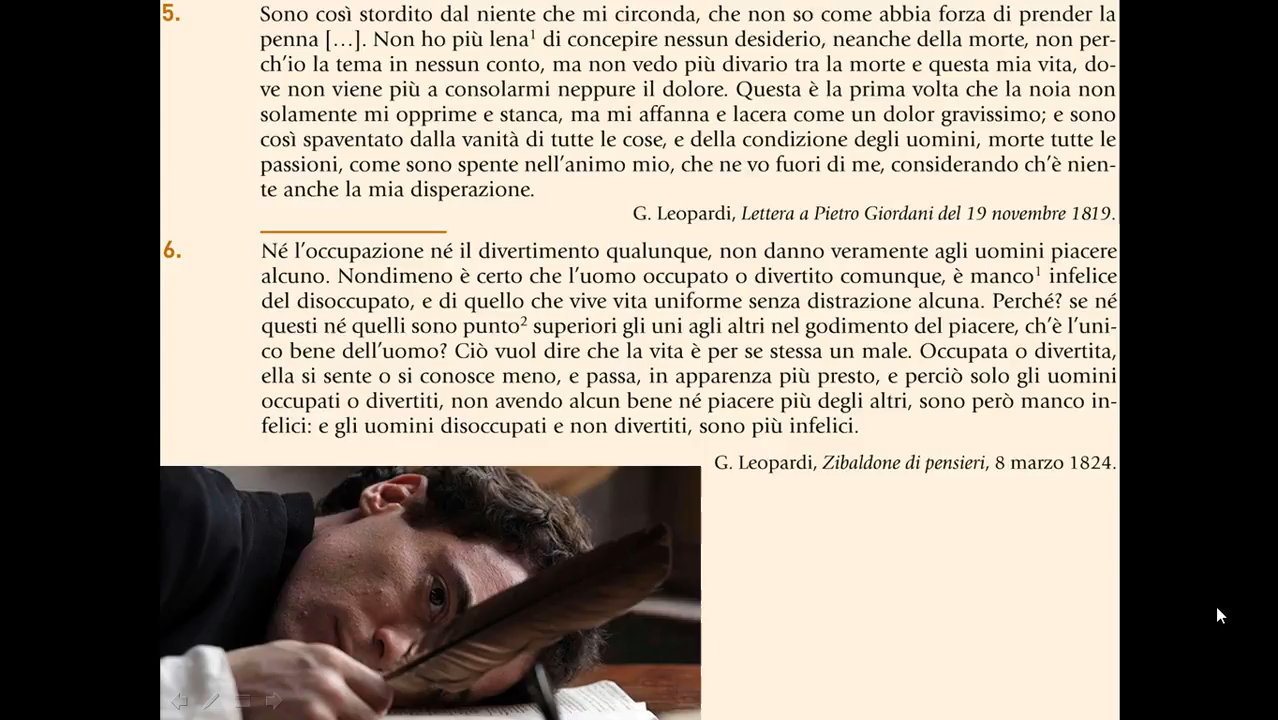 5. Sono così stordito dal niente che mi circonda, che non so come abbia forza di prender la
penna […]. Non ho più lena¹ di concepire nessun desiderio, neanche della morte, non per-
ch’io la tema in nessun conto, ma non vedo più divario tra la morte e questa mia vita, do-
ve non viene più a consolarmi neppure il dolore. Questa è la prima volta che la noia non
solamente mi opprime e stanca, ma mi affanna e lacera come un dolor gravissimo; e sono
così spaventato dalla vanità di tutte le cose, e della condizione degli uomini, morte tutte le
passioni, come sono spente nell’animo mio, che ne vo fuori di me, considerando ch’è nien-
te anche la mia disperazione.
G. Leopardi, Lettera a Pietro Giordani del 19 novembre 1819.
6. Né l’occupazione né il divertimento qualunque, non danno veramente agli uomini piacere
alcuno. Nondimeno è certo che l’uomo occupato o divertito comunque, è manco¹ infelice
del disoccupato, e di quello che vive vita uniforme senza distrazione alcuna. Perché? se né
questi né quelli sono punto² superiori gli uni agli altri nel godimento del piacere, ch’è l’uni-
co bene dell’uomo? Ciò vuol dire che la vita è per se stessa un male. Occupata o divertita,
ella si sente o si conosce meno, e passa, in apparenza più presto, e perciò solo gli uomini
occupati o divertiti, non avendo alcun bene né piacere più degli altri, sono però manco in-
felici: e gli uomini disoccupati e non divertiti, sono più infelici.
G. Leopardi, Zibaldone di pensieri, 8 marzo 1824.